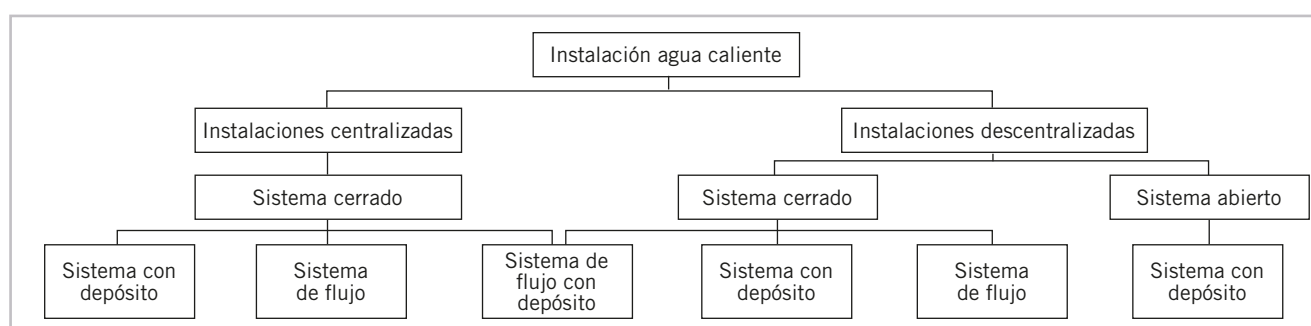 Instalación agua caliente
Instalaciones centralizadas
Instalaciones descentralizadas
Sistema cerrado
Sistema cerrado
Sistema abierto
Sistema con
depósito
Sistema
de flujo
Sistema de
flujo con
depósito
Sistema con
depósito
Sistema
de flujo
Sistema con
depósito